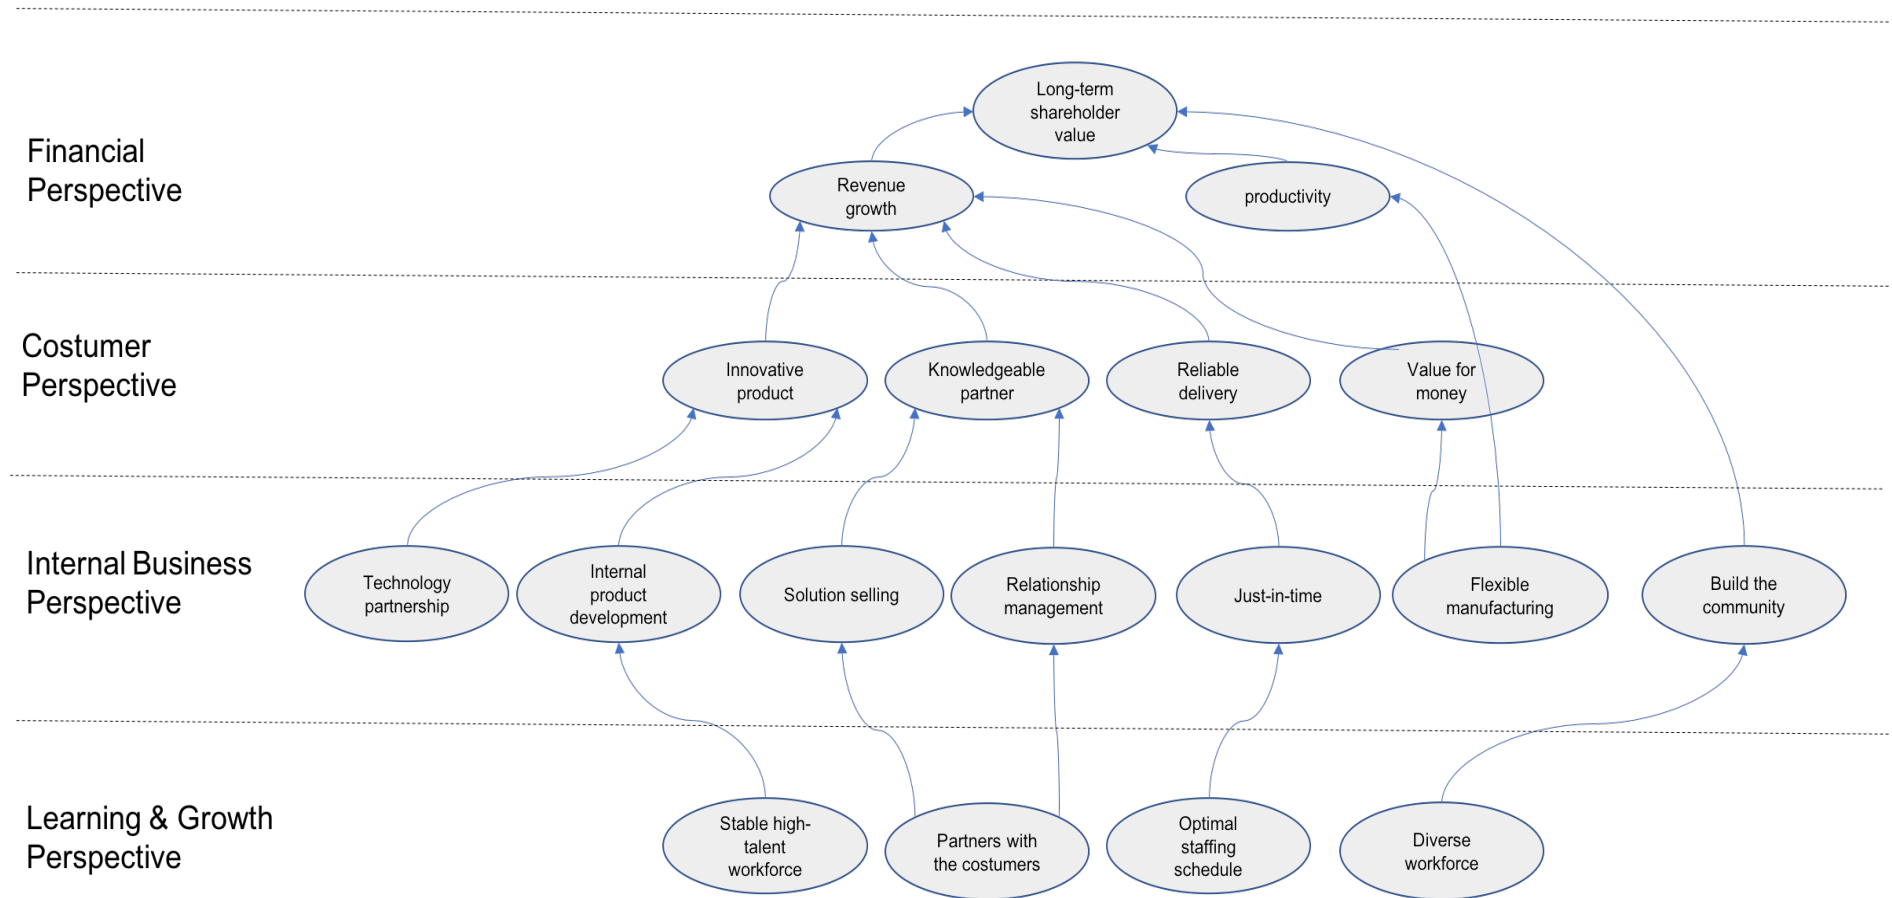 Financial
Perspective
Long-term
shareholder
value
Revenue
growth
productivity
Costumer
Perspective
Innovative
product
Knowledgeable
partner
Reliable
delivery
Value for
money
Internal Business
Perspective
Technology
partnership
Internal
product
development
Solution selling
Relationship
management
Just-in-time
Flexible
manufacturing
Build the
community
Learning & Growth
Perspective
Stable high-
talent
workforce
Partners with
the costumers
Optimal
staffing
schedule
Diverse
workforce